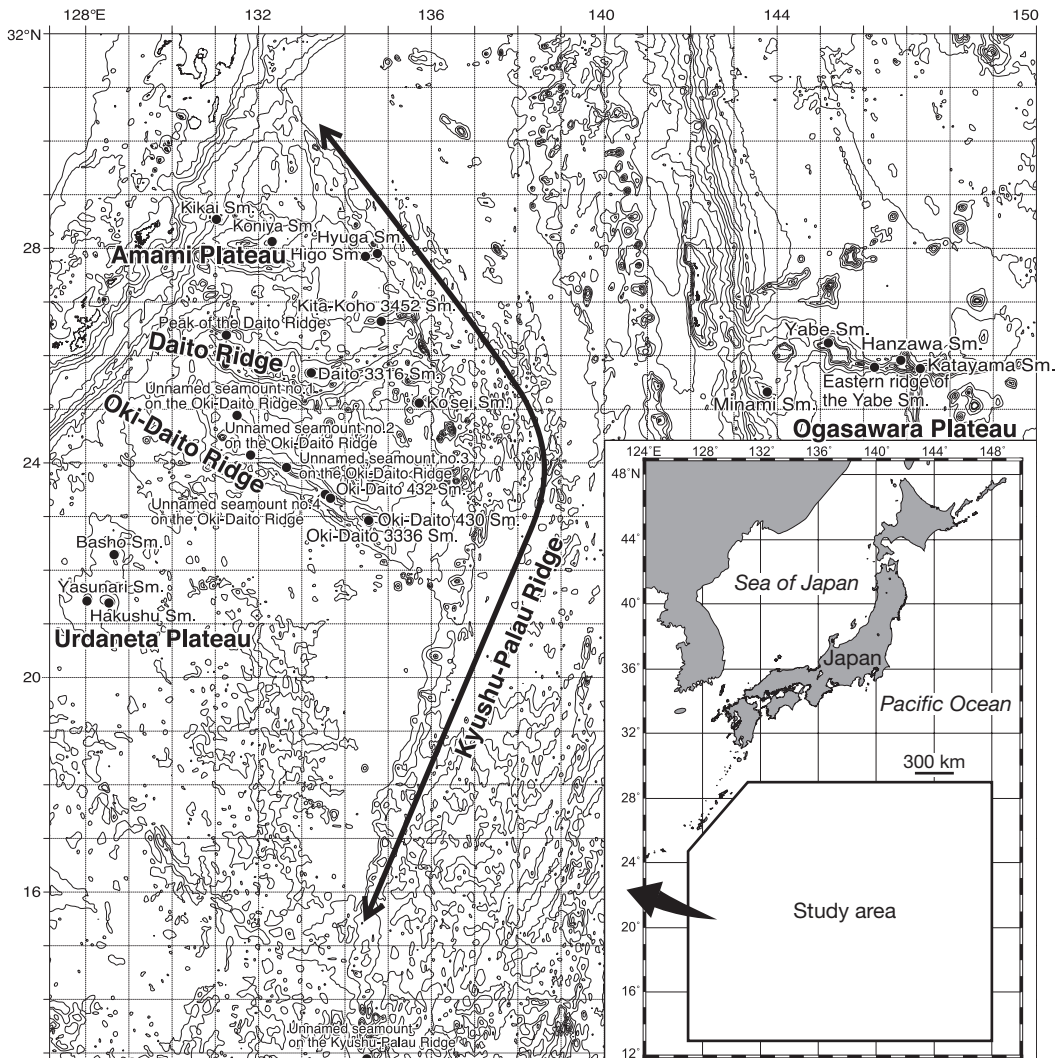 128°E
132
136
140
144
150
32°N
28
24
20
16
Kikai Sm.
Koniya Sm.
Hyuga Sm.
Amami Plateau
Higo Sm.
Kita-Koho 3452 Sm.
Peak of the Daito Ridge
Daito Ridge
Daito 3316 Sm.
Unnamed seamount no.1
on the Oki-Daito Ridge
Kosei Sm.
Oki-Daito Ridge
Unnamed seamount no.2
on the Oki-Daito Ridge
Unnamed seamount no.3
on the Oki-Daito Ridge
Oki-Daito 432 Sm.
Unnamed seamount no.4
on the Oki-Daito Ridge
Oki-Daito 430 Sm.
Oki-Daito 3336 Sm.
Basho Sm.
Yasunari Sm.
Hakushu Sm.
Urdaneta Plateau
Kyushu-Palau Ridge
Unnamed seamount
on the Kyushu-Palau Ridge
Yabe Sm.
Hanzawa Sm.
Katayama Sm.
Eastern ridge of
the Yabe Sm.
Minami Sm.
Ogasawara Plateau
124°E
128°
132°
136°
140°
144°
148°
48°N
44°
40°
36°
32°
28°
24°
20°
16°
12°
Sea of Japan
Japan
Pacific Ocean
300 km
Study area